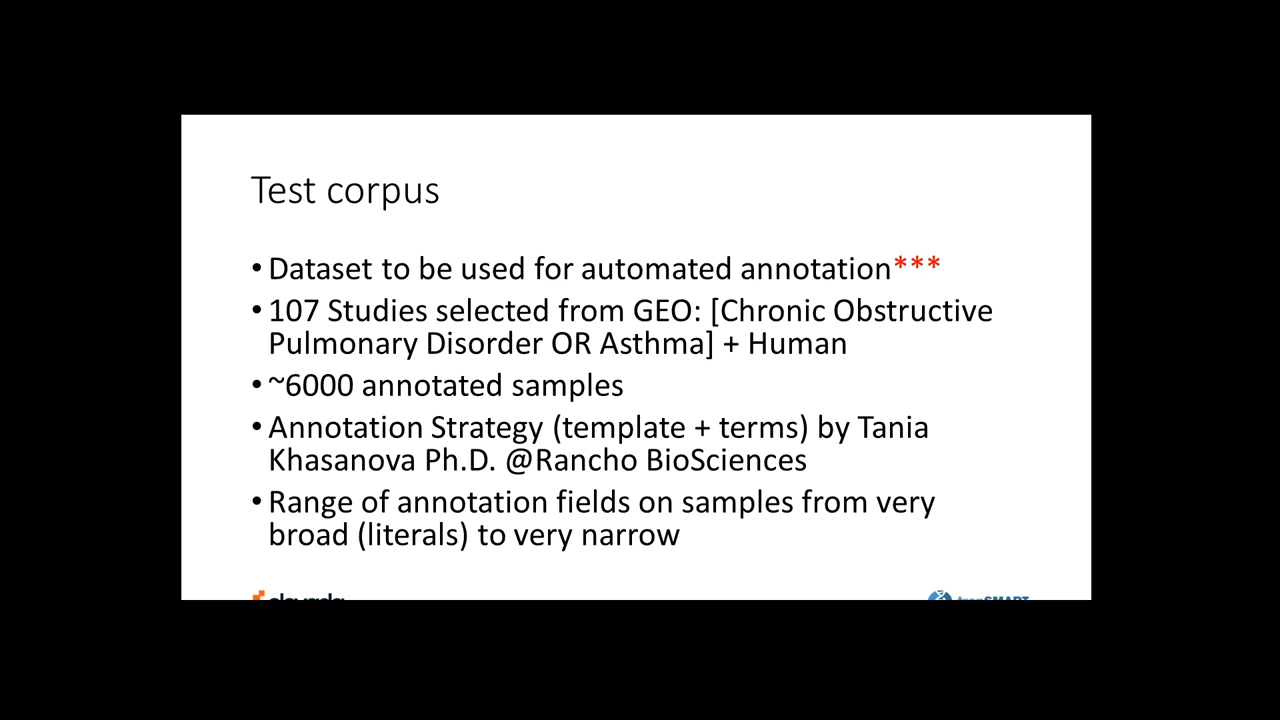 Test corpus
• Dataset to be used for automated annotation***
• 107 Studies selected from GEO: [Chronic Obstructive
Pulmonary Disorder OR Asthma] + Human
• ~6000 annotated samples
• Annotation Strategy (template + terms) by Tania
Khasanova Ph.D. @Rancho BioSciences
• Range of annotation fields on samples from very
broad (literals) to very narrow
tranSMART